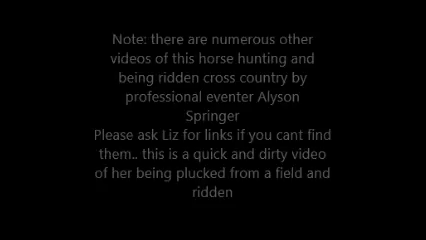 Note: there are numerous other
videos of this horse hunting and
being ridden cross country by
professional eventer Alyson
Springer
Please ask Liz for links if you cant find
them.. this is a quick and dirty video
of her being plucked from a field and
ridden